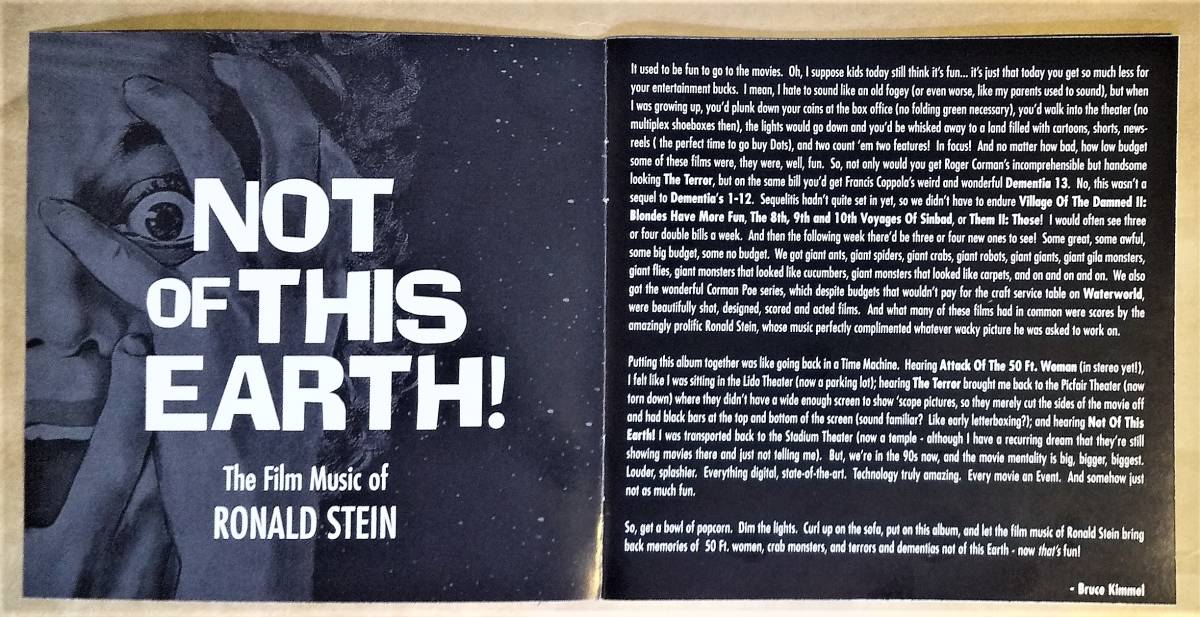 NOT
OF THIS
EARTH!
The Film Music of
RONALD STEIN
It used to be fun to go to the movies. Oh, I suppose kids today still think it's fun... it's just that today you get so much less for
your entertainment bucks. I mean, I hate to sound like an old fogey (or even worse, like my parents used to sound), but when
I was growing up, you'd plunk down your coins at the box office (no folding green necessary), you'd walk into the theater (no
multiplex shoeboxes then), the lights would go down and you'd be whisked away to a land filled with cartoons, shorts, news-
reels ( the perfect time to go buy Dots), and two count 'em two features! In focus! And no matter how bad, how low budget
some of these films were, they were, well, fun. So, not only would you get Roger Corman's incomprehensible but handsome
looking The Terror, but on the same bill you'd get Francis Coppola's weird and wonderful Dementia 13. No, this wasn't a
sequel to Dementia's 1-12. Sequelitis hadn't quite set in yet, so we didn't have to endure Village Of The Damned II:
Blondes Have More Fun, The 8th, 9th and 10th Voyages Of Sinbad, or Them II: Those! I would often see three
or four double bills a week. And then the following week there'd be three or four new ones to see! Some great, some awful,
some big budget, some no budget. We got giant ants, giant spiders, giant crabs, giant robots, giant giants, giant gila monsters,
giant flies, giant monsters that looked like cucumbers, giant monsters that looked like carpets, and on and on and on. We also
got the wonderful Corman Poe series, which despite budgets that wouldn't pay for the craft service table on Waterworld,
were beautifully shot, designed, scored and acted films. And what many of these films had in common were scores by the
amazingly prolific Ronald Stein, whose music perfectly complimented whatever wacky picture he was asked to work on.
Putting this album together was like going back in a Time Machine. Hearing Attack Of The 50 Ft. Woman (in stereo yet!),
I felt like I was sitting in the Lido Theater (now a parking lot); hearing The Terror brought me back to the Picfair Theater (now
torn down) where they didn't have a wide enough screen to show 'scope pictures, so they merely cut the sides of the movie off
and had black bars at the top and bottom of the screen (sound familiar? Like early letterboxing?); and hearing Not Of This
Earth! I was transported back to the Stadium Theater (now a temple - although I have a recurring dream that they're still
showing movies there and just not telling me). But, we're in the 90s now, and the movie mentality is big, bigger, biggest.
Louder, splashier. Everything digital, state-of-the-art. Technology truly amazing. Every movie an Event. And somehow just
not as much fun.
So, get a bowl of popcorn. Dim the lights. Curl up on the sofa, put on this album, and let the film music of Ronald Stein bring
back memories of 50 Ft. women, crab monsters, and terrors and dementias not of this Earth - now that's fun!
- Bruce Kimmel